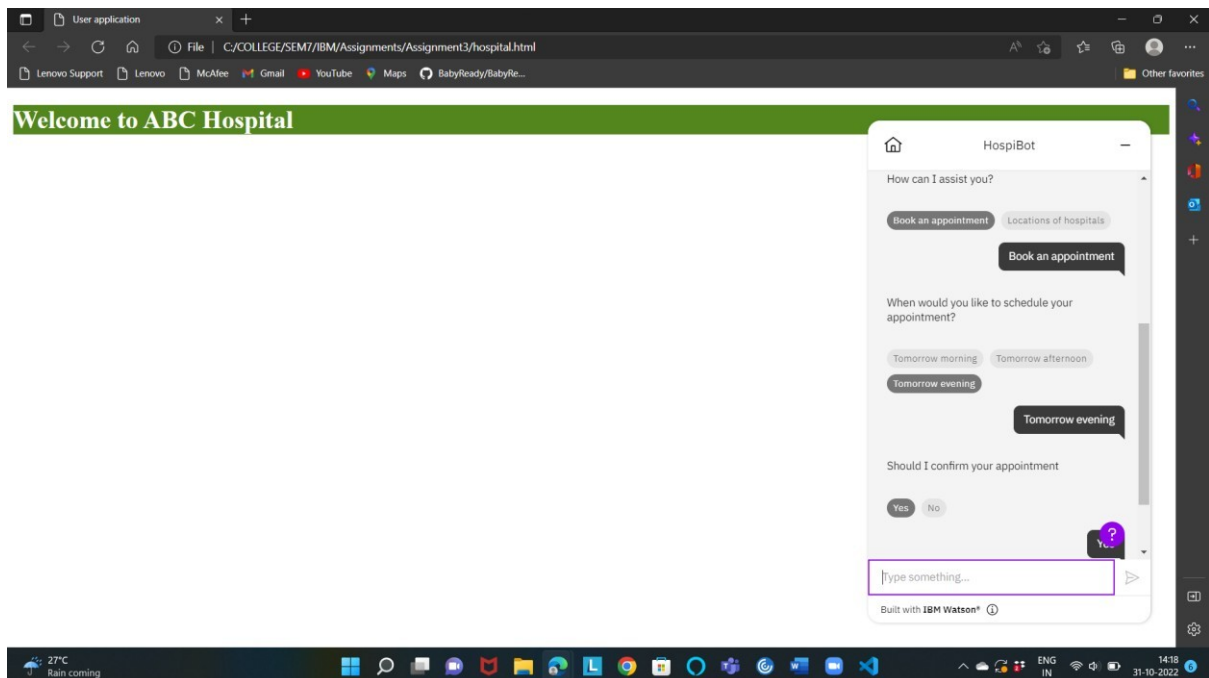 User application
File | C:/COLLEGE/SEM7/IBM/Assignments/Assignment3/hospital.html
Lenovo Support Lenovo McAfee Gmail YouTube Maps BabyReady/BabyRe... Other favorites
Welcome to ABC Hospital
HospiBot
How can I assist you?
Book an appointment Locations of hospitals
Book an appointment
When would you like to schedule your
appointment?
Tomorrow morning Tomorrow afternoon
Tomorrow evening
Tomorrow evening
Should I confirm your appointment
Yes No
?
Type something...
Built with IBM Watson®
27°C
Rain coming
ENG
IN
14:18
31-10-2022
6